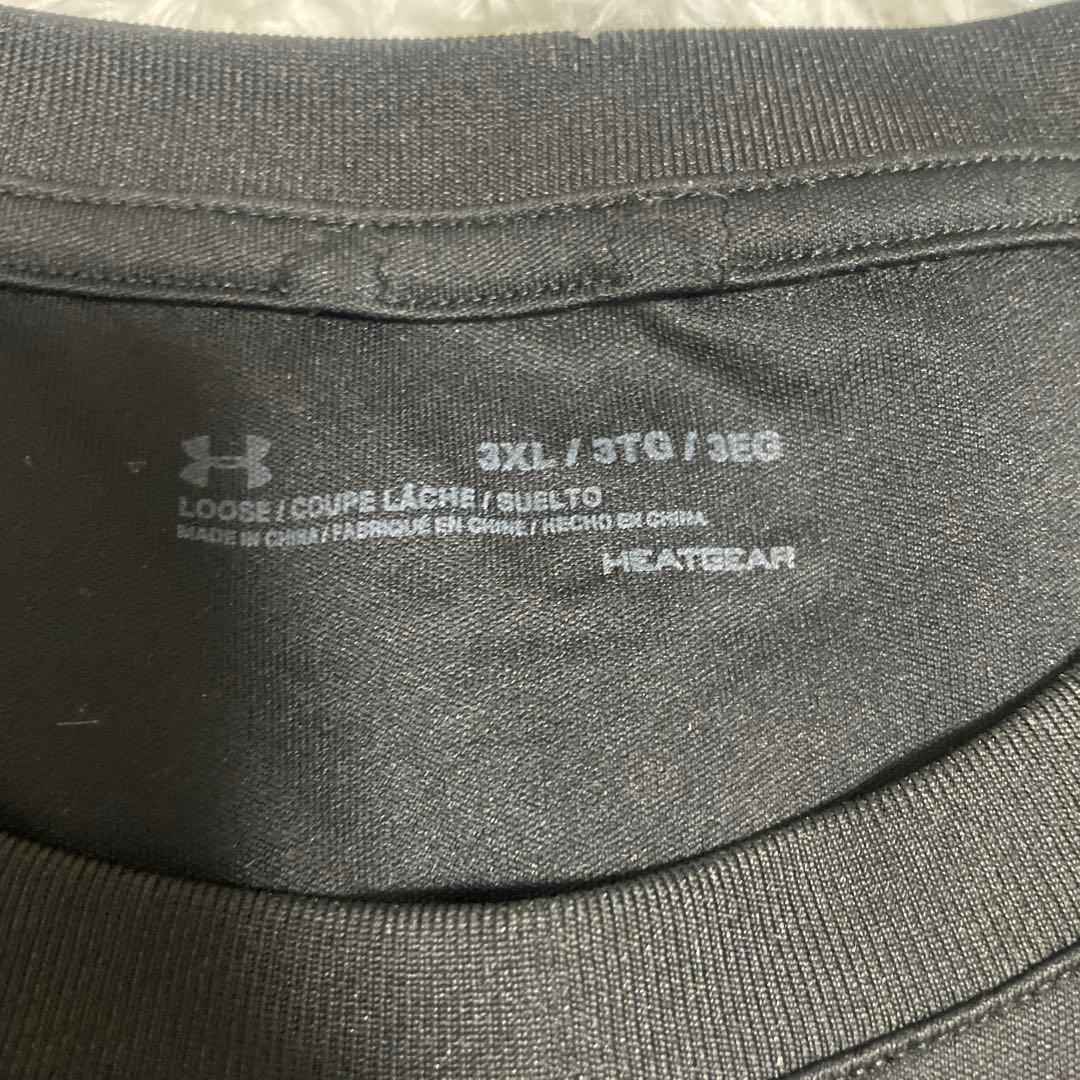 3XL / 3TG / 3EG
LOOSE / COUPE LÂCHE / SUELTO
MADE IN CHINA / FABRIQUÉ EN CHINE / HECHO EN CHINA
HEATGEAR